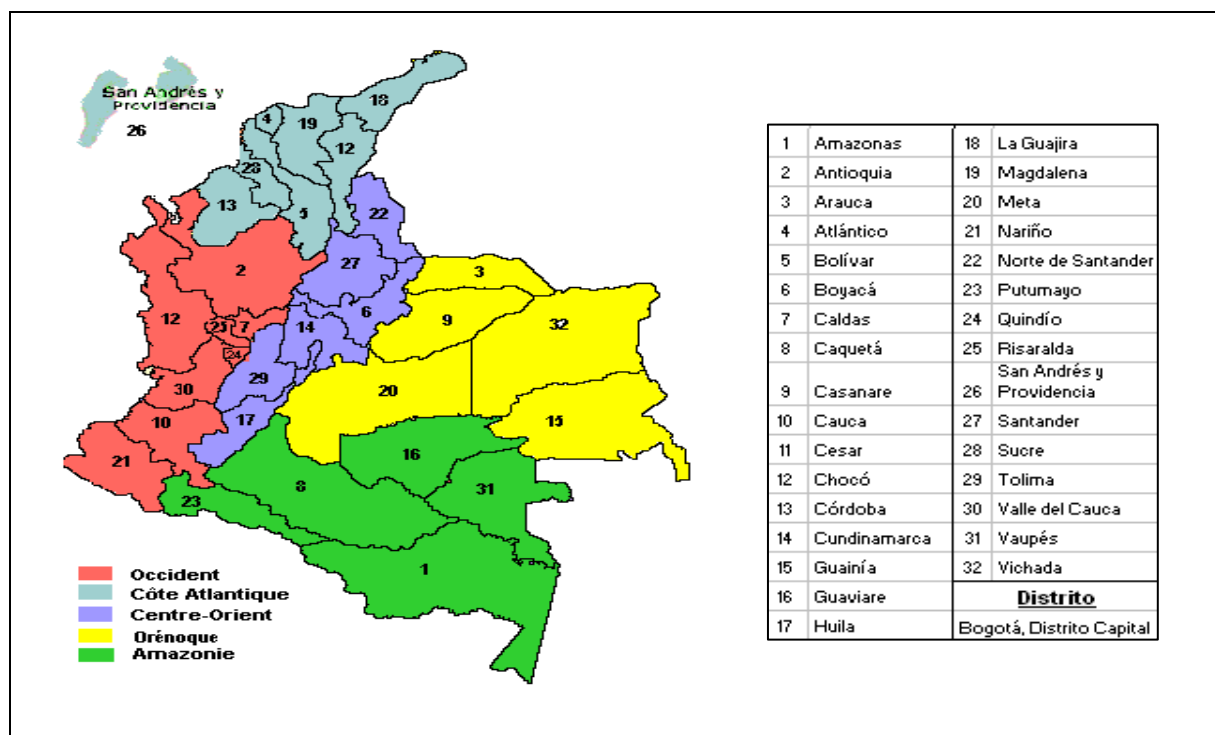 San Andrés y
Providencia
26
18
4
19
12
28
13
5
22
27
2
3
12
25
7
14
6
9
32
24
29
30
20
17
10
15
16
21
8
31
23
1
Occident
Côte Atlantique
Centre-Orient
Orénoque
Amazonie
1 Amazonas 18 La Guajira
2 Antioquia 19 Magdalena
3 Arauca 20 Meta
4 Atlántico 21 Nariño
5 Bolívar 22 Norte de Santander
6 Boyacá 23 Putumayo
7 Caldas 24 Quindío
8 Caquetá 25 Risaralda
9 Casanare 26 San Andrés y Providencia
10 Cauca 27 Santander
11 Cesar 28 Sucre
12 Chocó 29 Tolima
13 Córdoba 30 Valle del Cauca
14 Cundinamarca 31 Vaupés
15 Guainía 32 Vichada
16 Guaviare Distrito
17 Huila Bogotá, Distrito Capital